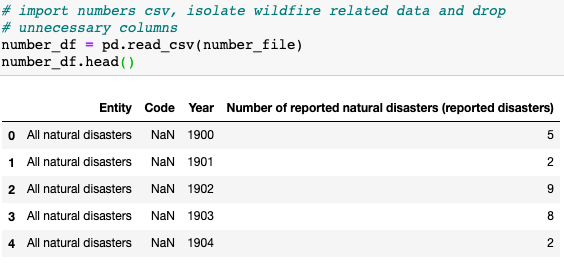 # import numbers csv, isolate wildfire related data and drop
# unnecessary columns
number_df = pd.read_csv(number_file)
number_df.head()
Entity Code Year Number of reported natural disasters (reported disasters)
0 All natural disasters NaN 1900 5
1 All natural disasters NaN 1901 2
2 All natural disasters NaN 1902 9
3 All natural disasters NaN 1903 8
4 All natural disasters NaN 1904 2